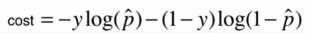 cost = −y log(p̂) − (1 − y) log(1 − p̂)